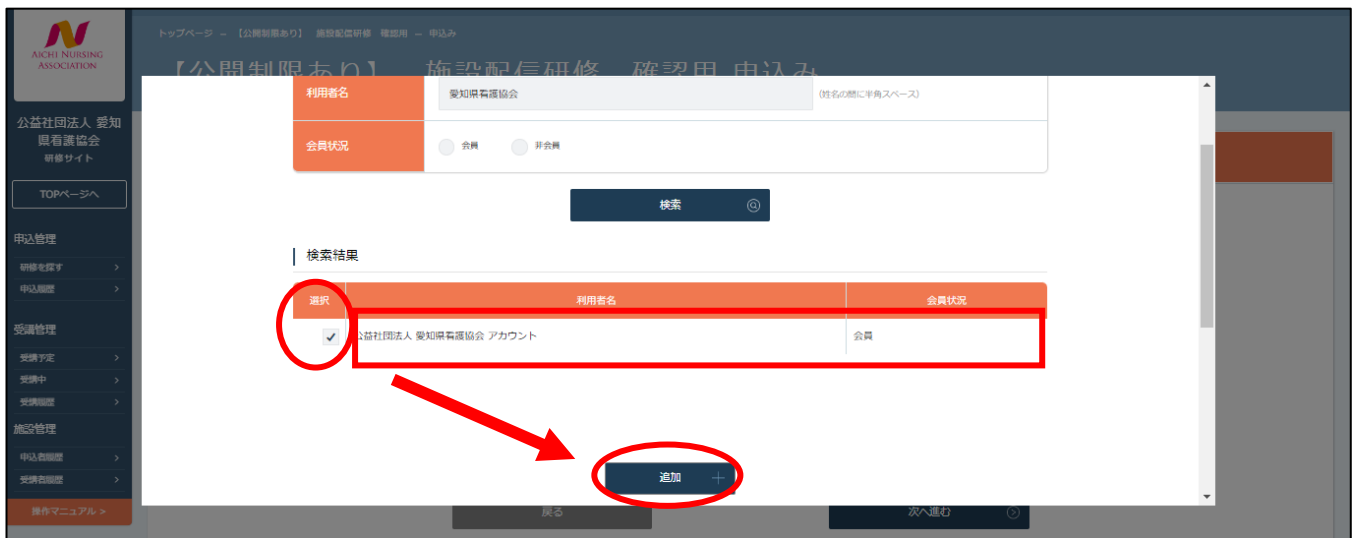 AICHI NURSING
ASSOCIATION
公益社団法人 愛知
県看護協会
研修サイト
TOPページへ
申込管理
研修を探す
申込履歴
受講管理
受講予定
受講中
受講履歴
施設管理
申込者履歴
受講者履歴
操作マニュアル >
トップページ – 【公開制限あり】 施設配信研修 確認用 – 申込み
【公開制限あり】 施設配信研修 確認用 申込み
利用者名 愛知県看護協会 (姓名の間に半角スペース)
会員状況 会員 非会員
検索
検索結果
選択 利用者名 会員状況
公益社団法人 愛知県看護協会 アカウント 会員
追加
戻る 次へ進む